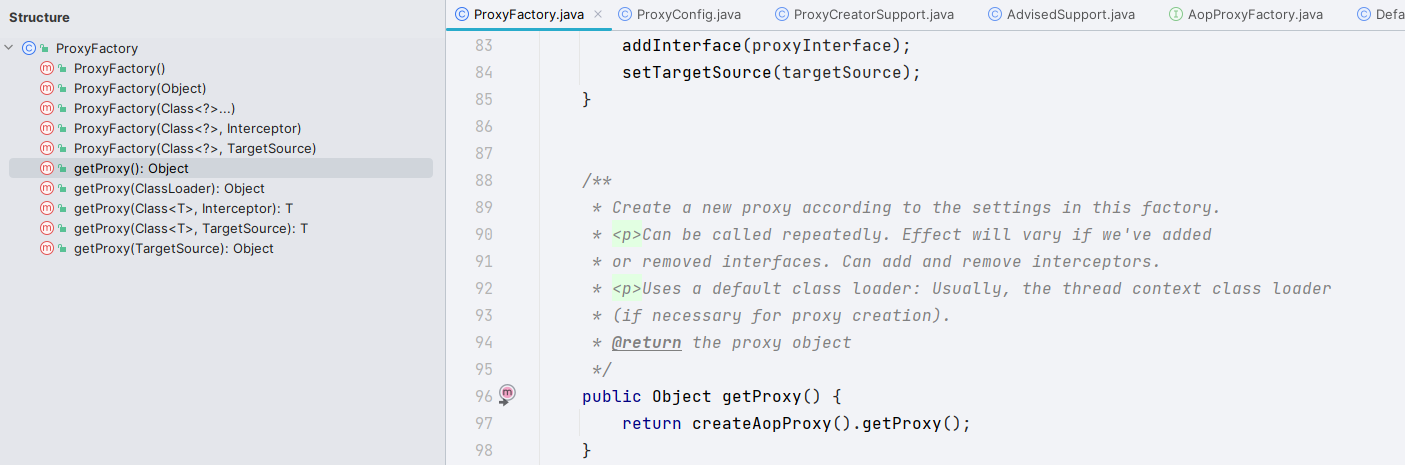 Structure
ProxyFactory
ProxyFactory()
ProxyFactory(Object)
ProxyFactory(Class<?>...)
ProxyFactory(Class<?>, Interceptor)
ProxyFactory(Class<?>, TargetSource)
getProxy(): Object
getProxy(ClassLoader): Object
getProxy(Class<T>, Interceptor): T
getProxy(Class<T>, TargetSource): T
getProxy(TargetSource): Object
ProxyFactory.java ProxyConfig.java ProxyCreatorSupport.java AdvisedSupport.java AopProxyFactory.java Defa
83 addInterface(proxyInterface);
84 setTargetSource(targetSource);
85 }
86
87
88 /**
89 * Create a new proxy according to the settings in this factory.
90 * <p>Can be called repeatedly. Effect will vary if we've added
91 * or removed interfaces. Can add and remove interceptors.
92 * <p>Uses a default class loader: Usually, the thread context class loader
93 * (if necessary for proxy creation).
94 * @return the proxy object
95 */
96 public Object getProxy() {
97 return createAopProxy().getProxy();
98 }